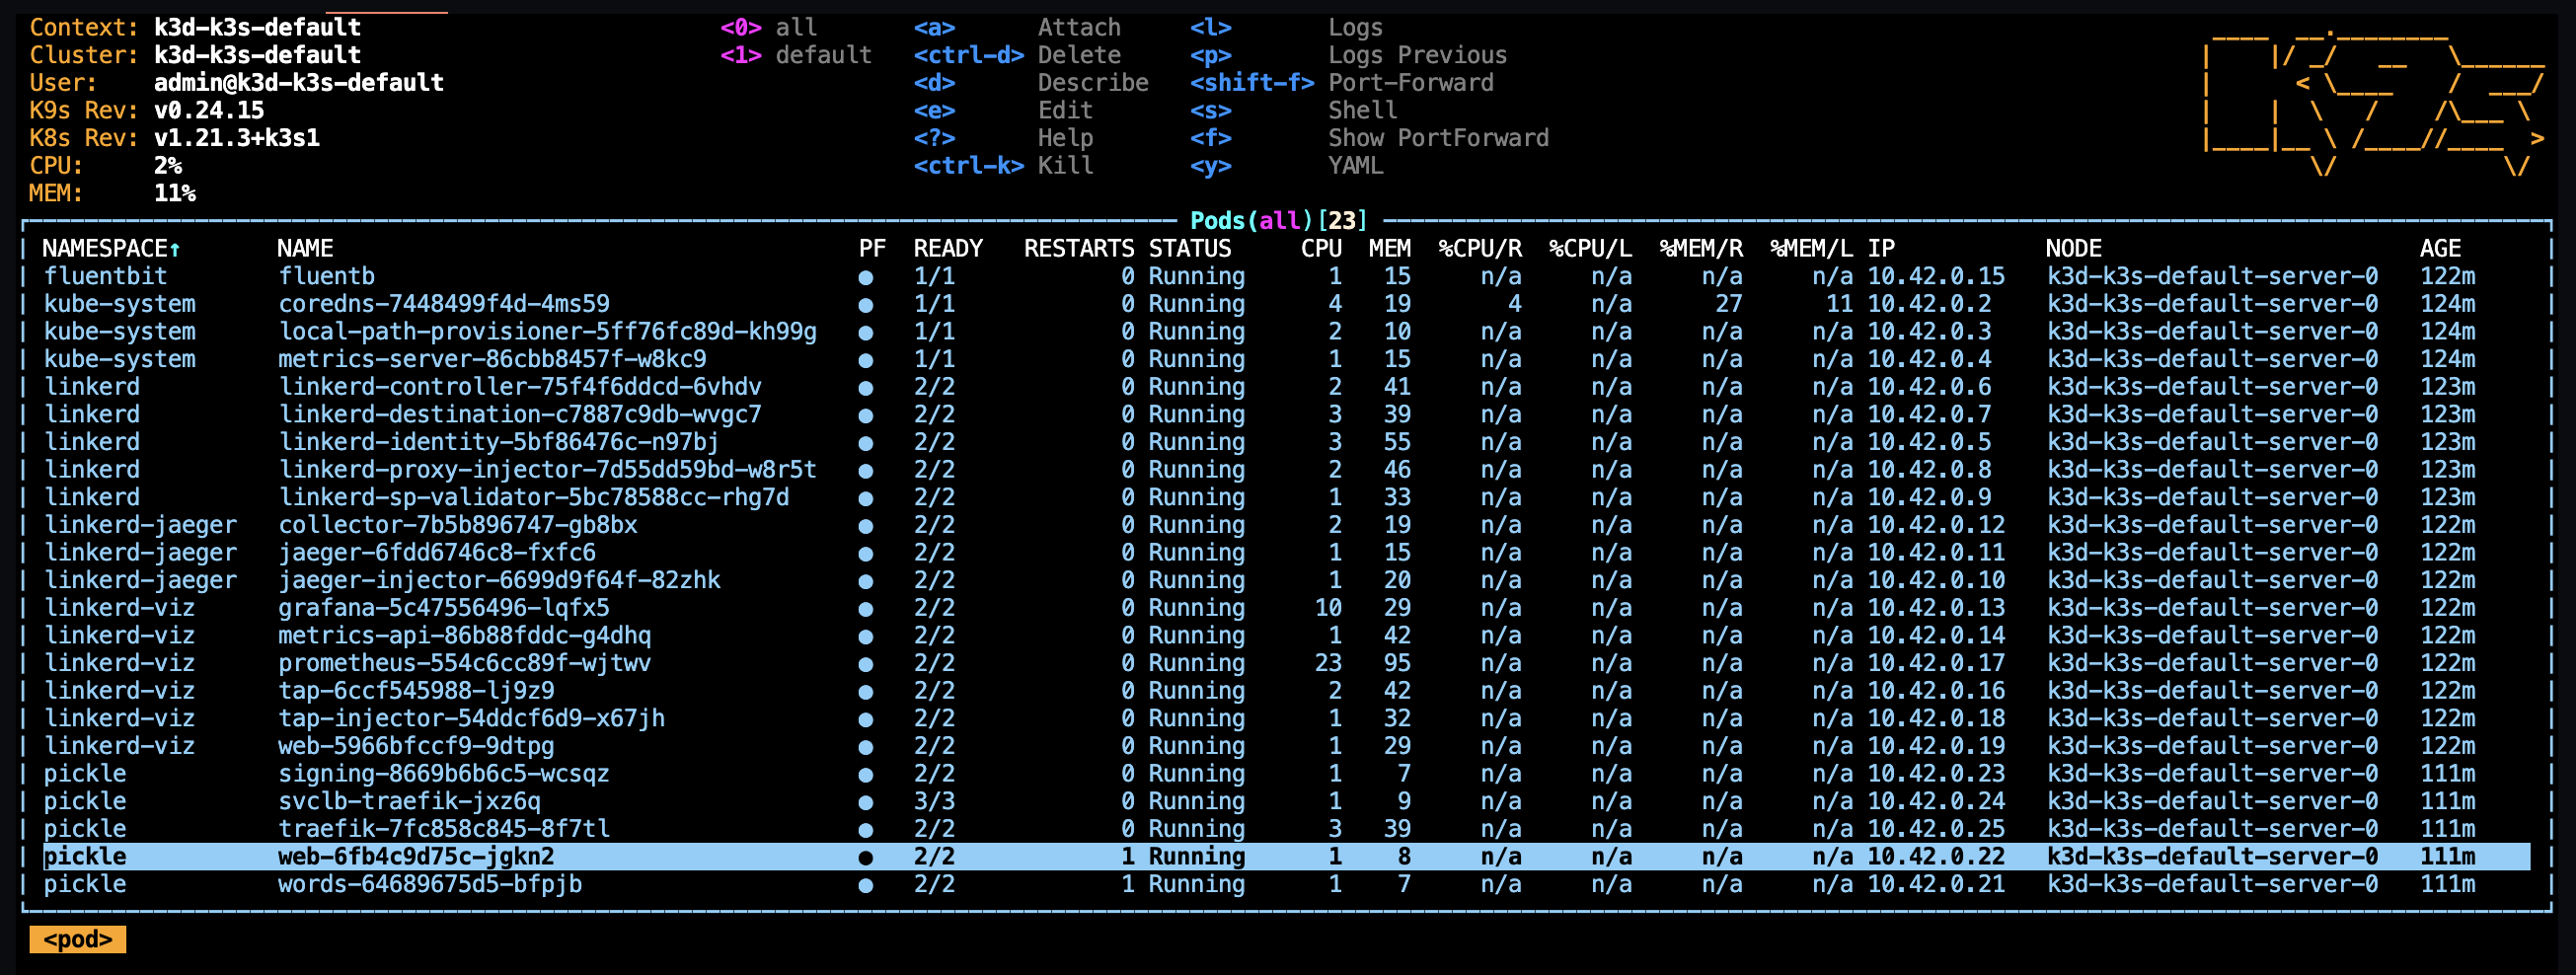 Context: k3d-k3s-default <0> all <a> Attach <l> Logs
Cluster: k3d-k3s-default <1> default <ctrl-d> Delete <p> Logs Previous
User: admin@k3d-k3s-default <d> Describe <shift-f> Port-Forward
K9s Rev: v0.24.15 <e> Edit <s> Shell
K8s Rev: v1.21.3+k3s1 <?> Help <f> Show PortForward
CPU: 2% <ctrl-k> Kill <y> YAML
MEM: 11%
Pods(all)[23]
NAMESPACE↑ NAME PF READY RESTARTS STATUS CPU MEM %CPU/R %CPU/L %MEM/R %MEM/L IP NODE AGE
fluentbit fluentb ● 1/1 0 Running 1 15 n/a n/a n/a n/a 10.42.0.15 k3d-k3s-default-server-0 122m
kube-system coredns-7448499f4d-4ms59 ● 1/1 0 Running 4 19 4 n/a 27 11 10.42.0.2 k3d-k3s-default-server-0 124m
kube-system local-path-provisioner-5ff76fc89d-kh99g ● 1/1 0 Running 2 10 n/a n/a n/a n/a 10.42.0.3 k3d-k3s-default-server-0 124m
kube-system metrics-server-86cbb8457f-w8kc9 ● 1/1 0 Running 1 15 n/a n/a n/a n/a 10.42.0.4 k3d-k3s-default-server-0 124m
linkerd linkerd-controller-75f4f6ddcd-6vhdv ● 2/2 0 Running 2 41 n/a n/a n/a n/a 10.42.0.6 k3d-k3s-default-server-0 123m
linkerd linkerd-destination-c7887c9db-wvgc7 ● 2/2 0 Running 3 39 n/a n/a n/a n/a 10.42.0.7 k3d-k3s-default-server-0 123m
linkerd linkerd-identity-5bf86476c-n97bj ● 2/2 0 Running 3 55 n/a n/a n/a n/a 10.42.0.5 k3d-k3s-default-server-0 123m
linkerd linkerd-proxy-injector-7d55dd59bd-w8r5t ● 2/2 0 Running 2 46 n/a n/a n/a n/a 10.42.0.8 k3d-k3s-default-server-0 123m
linkerd linkerd-sp-validator-5bc78588cc-rhg7d ● 2/2 0 Running 1 33 n/a n/a n/a n/a 10.42.0.9 k3d-k3s-default-server-0 123m
linkerd-jaeger collector-7b5b896747-gb8bx ● 2/2 0 Running 2 19 n/a n/a n/a n/a 10.42.0.12 k3d-k3s-default-server-0 122m
linkerd-jaeger jaeger-6fdd6746c8-fxfc6 ● 2/2 0 Running 1 15 n/a n/a n/a n/a 10.42.0.11 k3d-k3s-default-server-0 122m
linkerd-jaeger jaeger-injector-6699d9f64f-82zhk ● 2/2 0 Running 1 20 n/a n/a n/a n/a 10.42.0.10 k3d-k3s-default-server-0 122m
linkerd-viz grafana-5c47556496-lqfx5 ● 2/2 0 Running 10 29 n/a n/a n/a n/a 10.42.0.13 k3d-k3s-default-server-0 122m
linkerd-viz metrics-api-86b88fddc-g4dhq ● 2/2 0 Running 1 42 n/a n/a n/a n/a 10.42.0.14 k3d-k3s-default-server-0 122m
linkerd-viz prometheus-554c6cc89f-wjtwv ● 2/2 0 Running 23 95 n/a n/a n/a n/a 10.42.0.17 k3d-k3s-default-server-0 122m
linkerd-viz tap-6ccf545988-lj9z9 ● 2/2 0 Running 2 42 n/a n/a n/a n/a 10.42.0.16 k3d-k3s-default-server-0 122m
linkerd-viz tap-injector-54ddcf6d9-x67jh ● 2/2 0 Running 1 32 n/a n/a n/a n/a 10.42.0.18 k3d-k3s-default-server-0 122m
linkerd-viz web-5966bfccf9-9dtpg ● 2/2 0 Running 1 29 n/a n/a n/a n/a 10.42.0.19 k3d-k3s-default-server-0 122m
pickle signing-8669b6b6c5-wcsqz ● 2/2 0 Running 1 7 n/a n/a n/a n/a 10.42.0.23 k3d-k3s-default-server-0 111m
pickle svclb-traefik-jxz6q ● 3/3 0 Running 1 9 n/a n/a n/a n/a 10.42.0.24 k3d-k3s-default-server-0 111m
pickle traefik-7fc858c845-8f7tl ● 2/2 0 Running 3 39 n/a n/a n/a n/a 10.42.0.25 k3d-k3s-default-server-0 111m
pickle web-6fb4c9d75c-jgkn2 ● 2/2 1 Running 1 8 n/a n/a n/a n/a 10.42.0.22 k3d-k3s-default-server-0 111m
pickle words-64689675d5-bfpjb ● 2/2 1 Running 1 7 n/a n/a n/a n/a 10.42.0.21 k3d-k3s-default-server-0 111m
<pod>